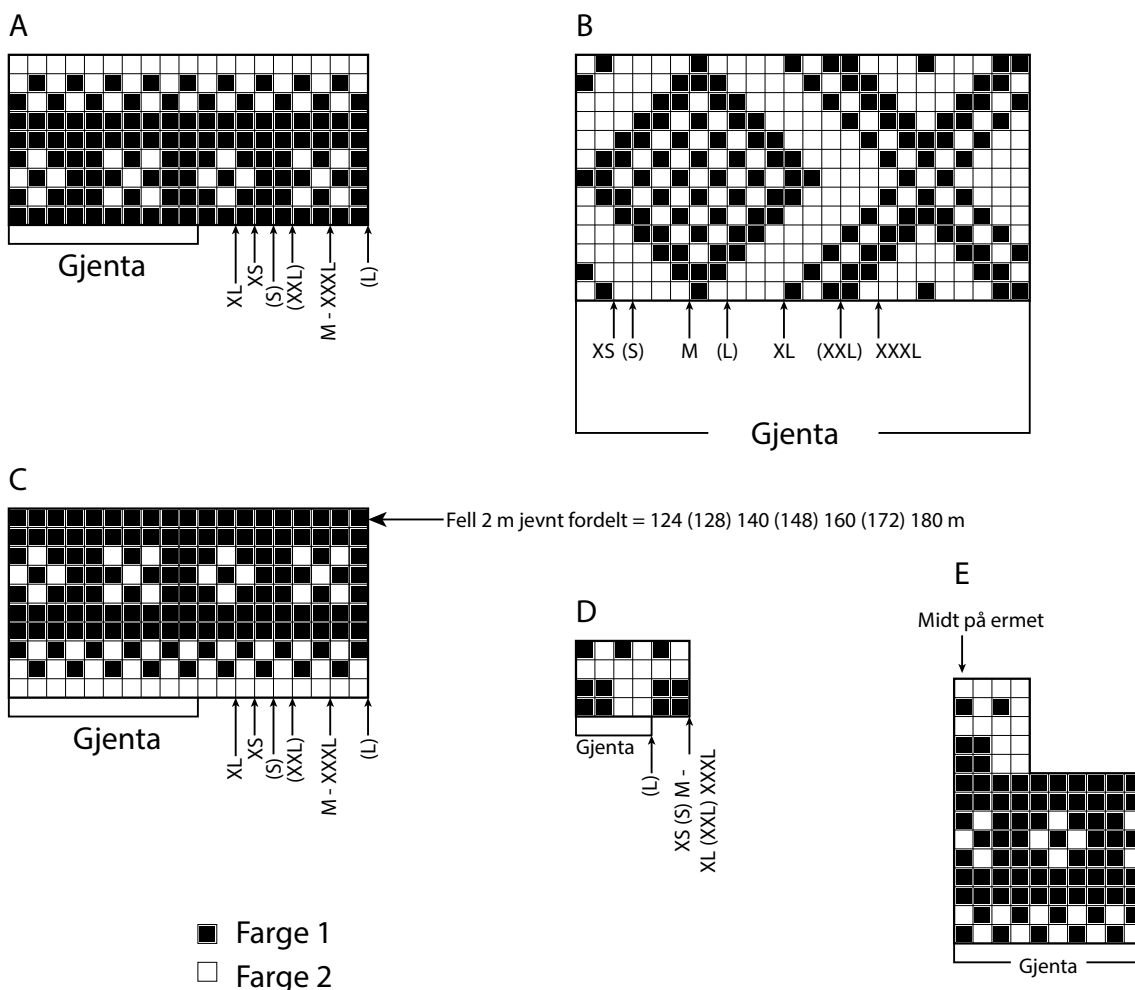 A
Gjenta
XL
XS
(S)
(XXL)
M - XXXL
(L)
B
XS (S) M (L) XL (XXL) XXXL
Gjenta
C
Fell 2 m jevnt fordelt = 124 (128) 140 (148) 160 (172) 180 m
Gjenta
XL
XS
(S)
(XXL)
M - XXXL
(L)
D
Gjenta
(L)
XS (S) M -
XL (XXL) XXXL
E
Midt på ermet
Gjenta
Farge 1
Farge 2